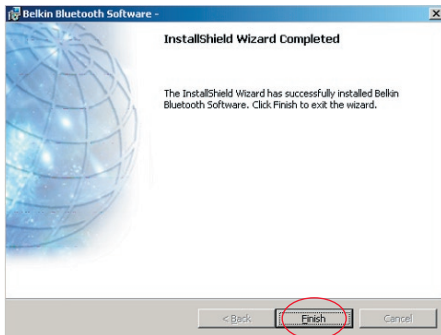 Belkin Bluetooth Software -
InstallShield Wizard Completed
The InstallShield Wizard has successfully installed Belkin
Bluetooth Software. Click Finish to exit the wizard.
< Back Finish Cancel